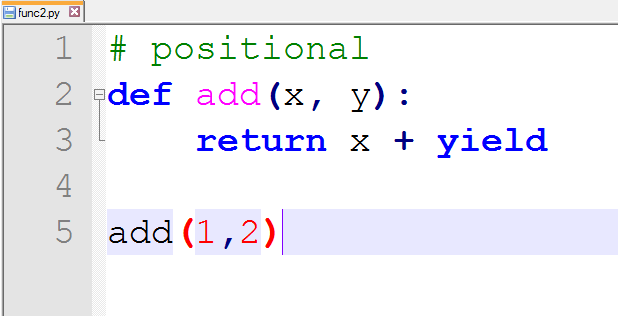 func2.py
1 # positional
2 def add(x, y):
3 return x + yield
4
5 add(1,2)